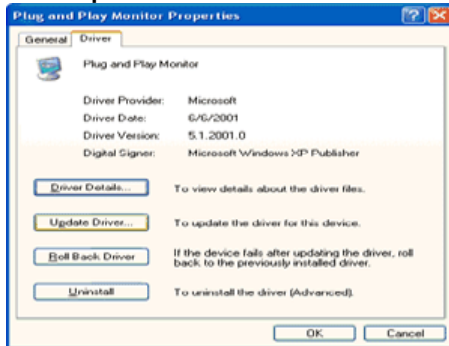 Plug and Play Monitor Properties
General Driver
Plug and Play Monitor
Driver Provider: Microsoft
Driver Date: 6/6/2001
Driver Version: 5.1.2001.0
Digital Signer: Microsoft Windows XP Publisher
Driver Details... To view details about the driver files.
Update Driver... To update the driver for this device.
Roll Back Driver If the device fails after updating the driver, roll
back to the previously installed driver.
Uninstall To uninstall the driver (Advanced).
OK Cancel